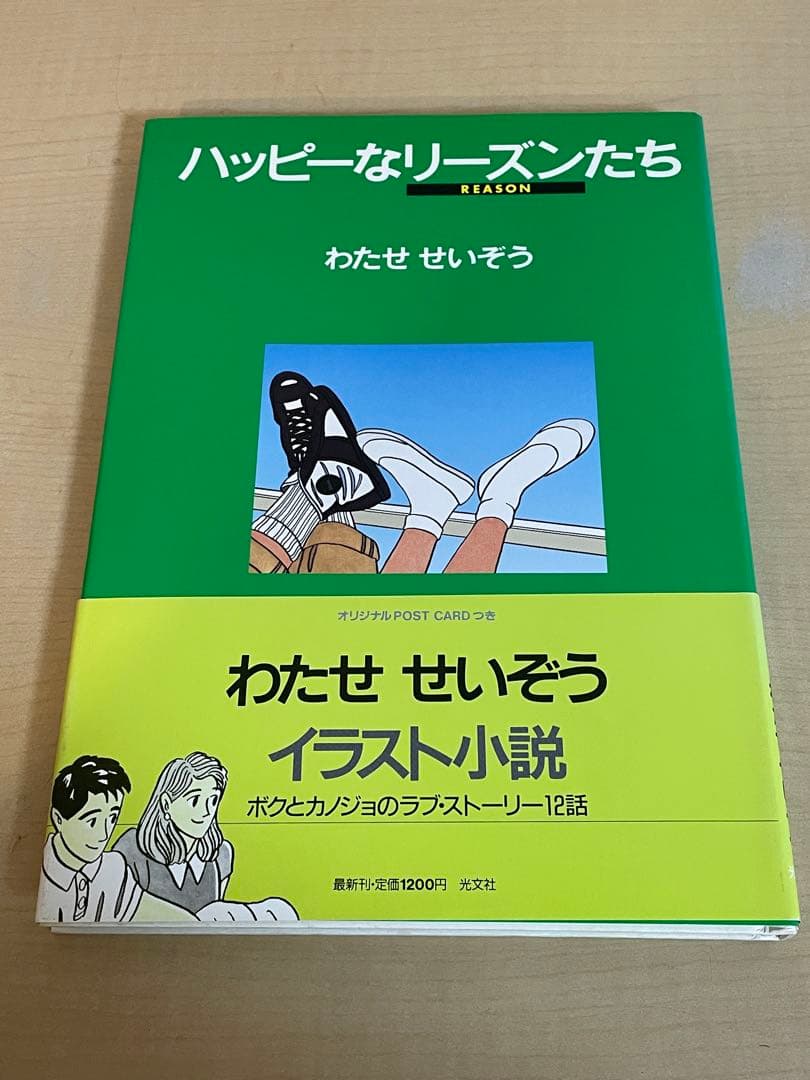 ハッピーなリーズンたち
REASON
わたせ せいぞう
オリジナルPOST CARDつき
わたせ せいぞう
イラスト小説
ボクとカノジョのラブ・ストーリー12話
最新刊・定価1200円 光文社